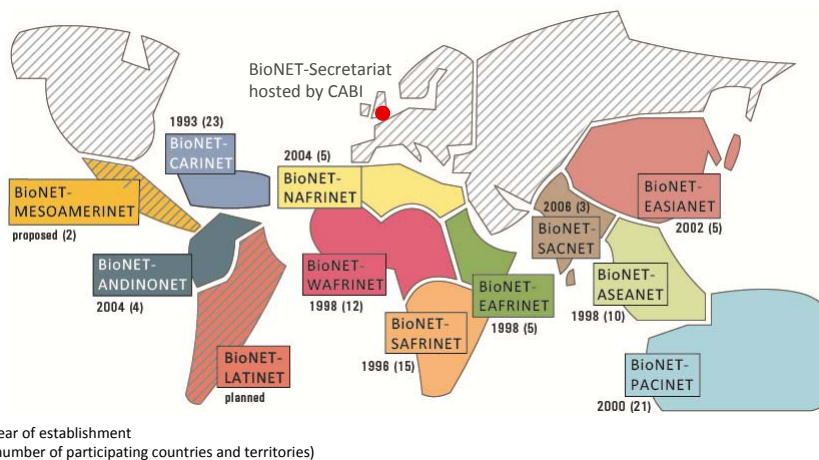 BioNET-Secretariat
hosted by CABI
1993 (23)
BioNET-
CARINET
2004 (5)
BioNET-
NAFRINET
BioNET-
MESOAMERINET
proposed (2)
BioNET-
EASIANET
2002 (5)
2006 (3)
BioNET-
SACNET
BioNET-
ANDINONET
2004 (4)
BioNET-
WAFRINET
1998 (12)
BioNET-
EAFRINET
1998 (5)
BioNET-
ASEANET
1998 (10)
BioNET-
SAFRINET
1996 (15)
BioNET-
LATINET
planned
BioNET-
PACINET
2000 (21)
ear of establishment
number of participating countries and territories)